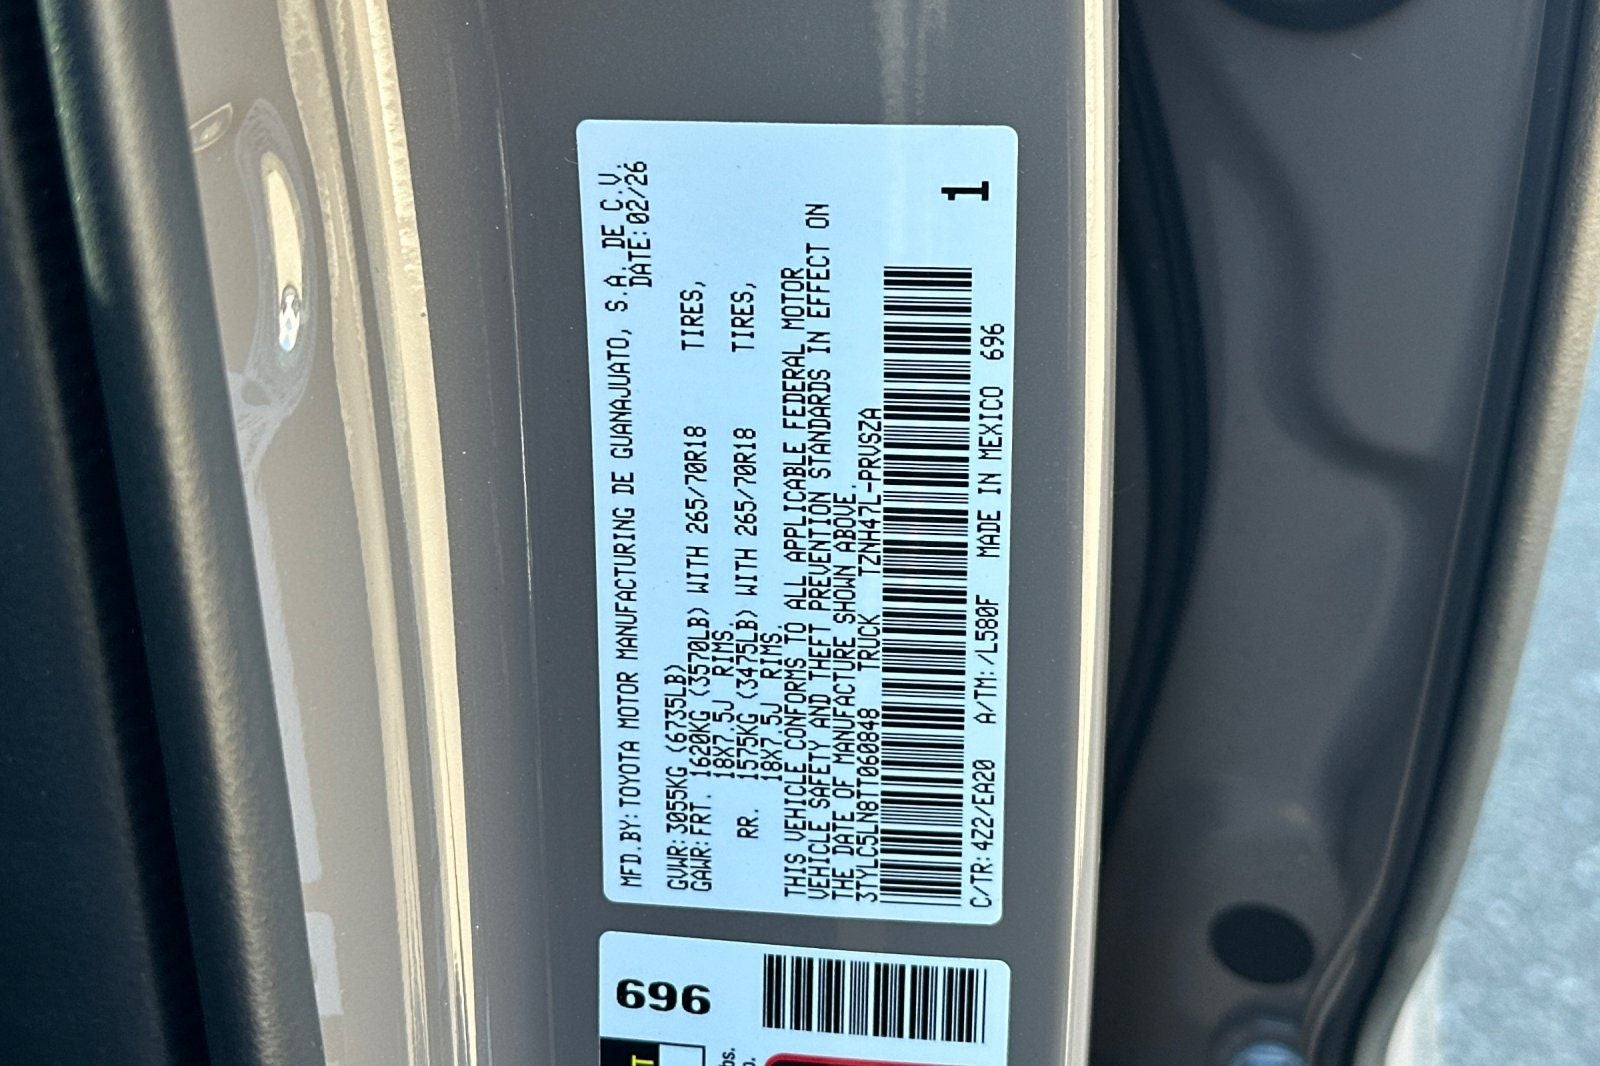 MFD.BY:TOYOTA MOTOR MANUFACTURING DE GUANAJUATO, S.A. DE C.V.
DATE:02/26
GVWR:3055KG (6735LB)
GAWR:FRT. 1620KG (3570LB) WITH 265/70R18 TIRES,
18X7.5J RIMS.
RR. 1575KG (3475LB) WITH 265/70R18 TIRES,
18X7.5J RIMS.
THIS VEHICLE CONFORMS TO ALL APPLICABLE FEDERAL MOTOR
VEHICLE SAFETY AND THEFT PREVENTION STANDARDS IN EFFECT ON
THE DATE OF MANUFACTURE SHOWN ABOVE.
3TYLC5LN8TT060848 TRUCK TZNH47L-PRVSZA
1
C/TR:4Z2/EA20 A/TM:/L580F MADE IN MEXICO 696
696